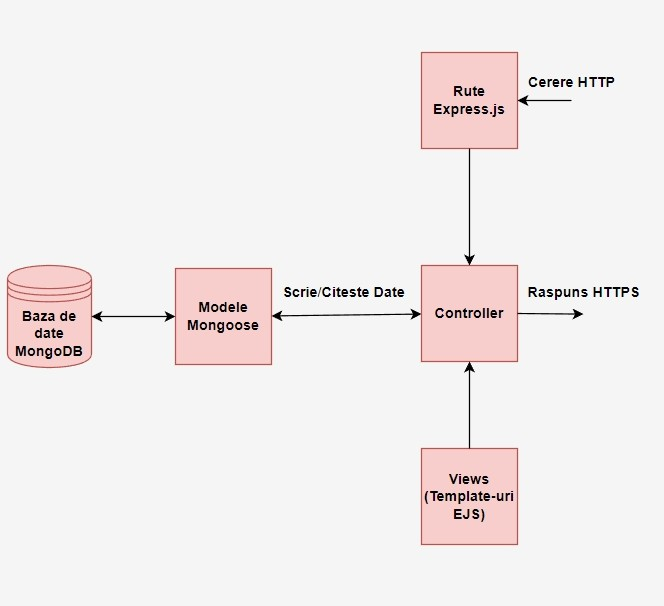 Rute
Express.js
Cerere HTTP
Baza de
date
MongoDB
Modele
Mongoose
Scrie/Citeste Date
Controller
Raspuns HTTPS
Views
(Template-uri
EJS)